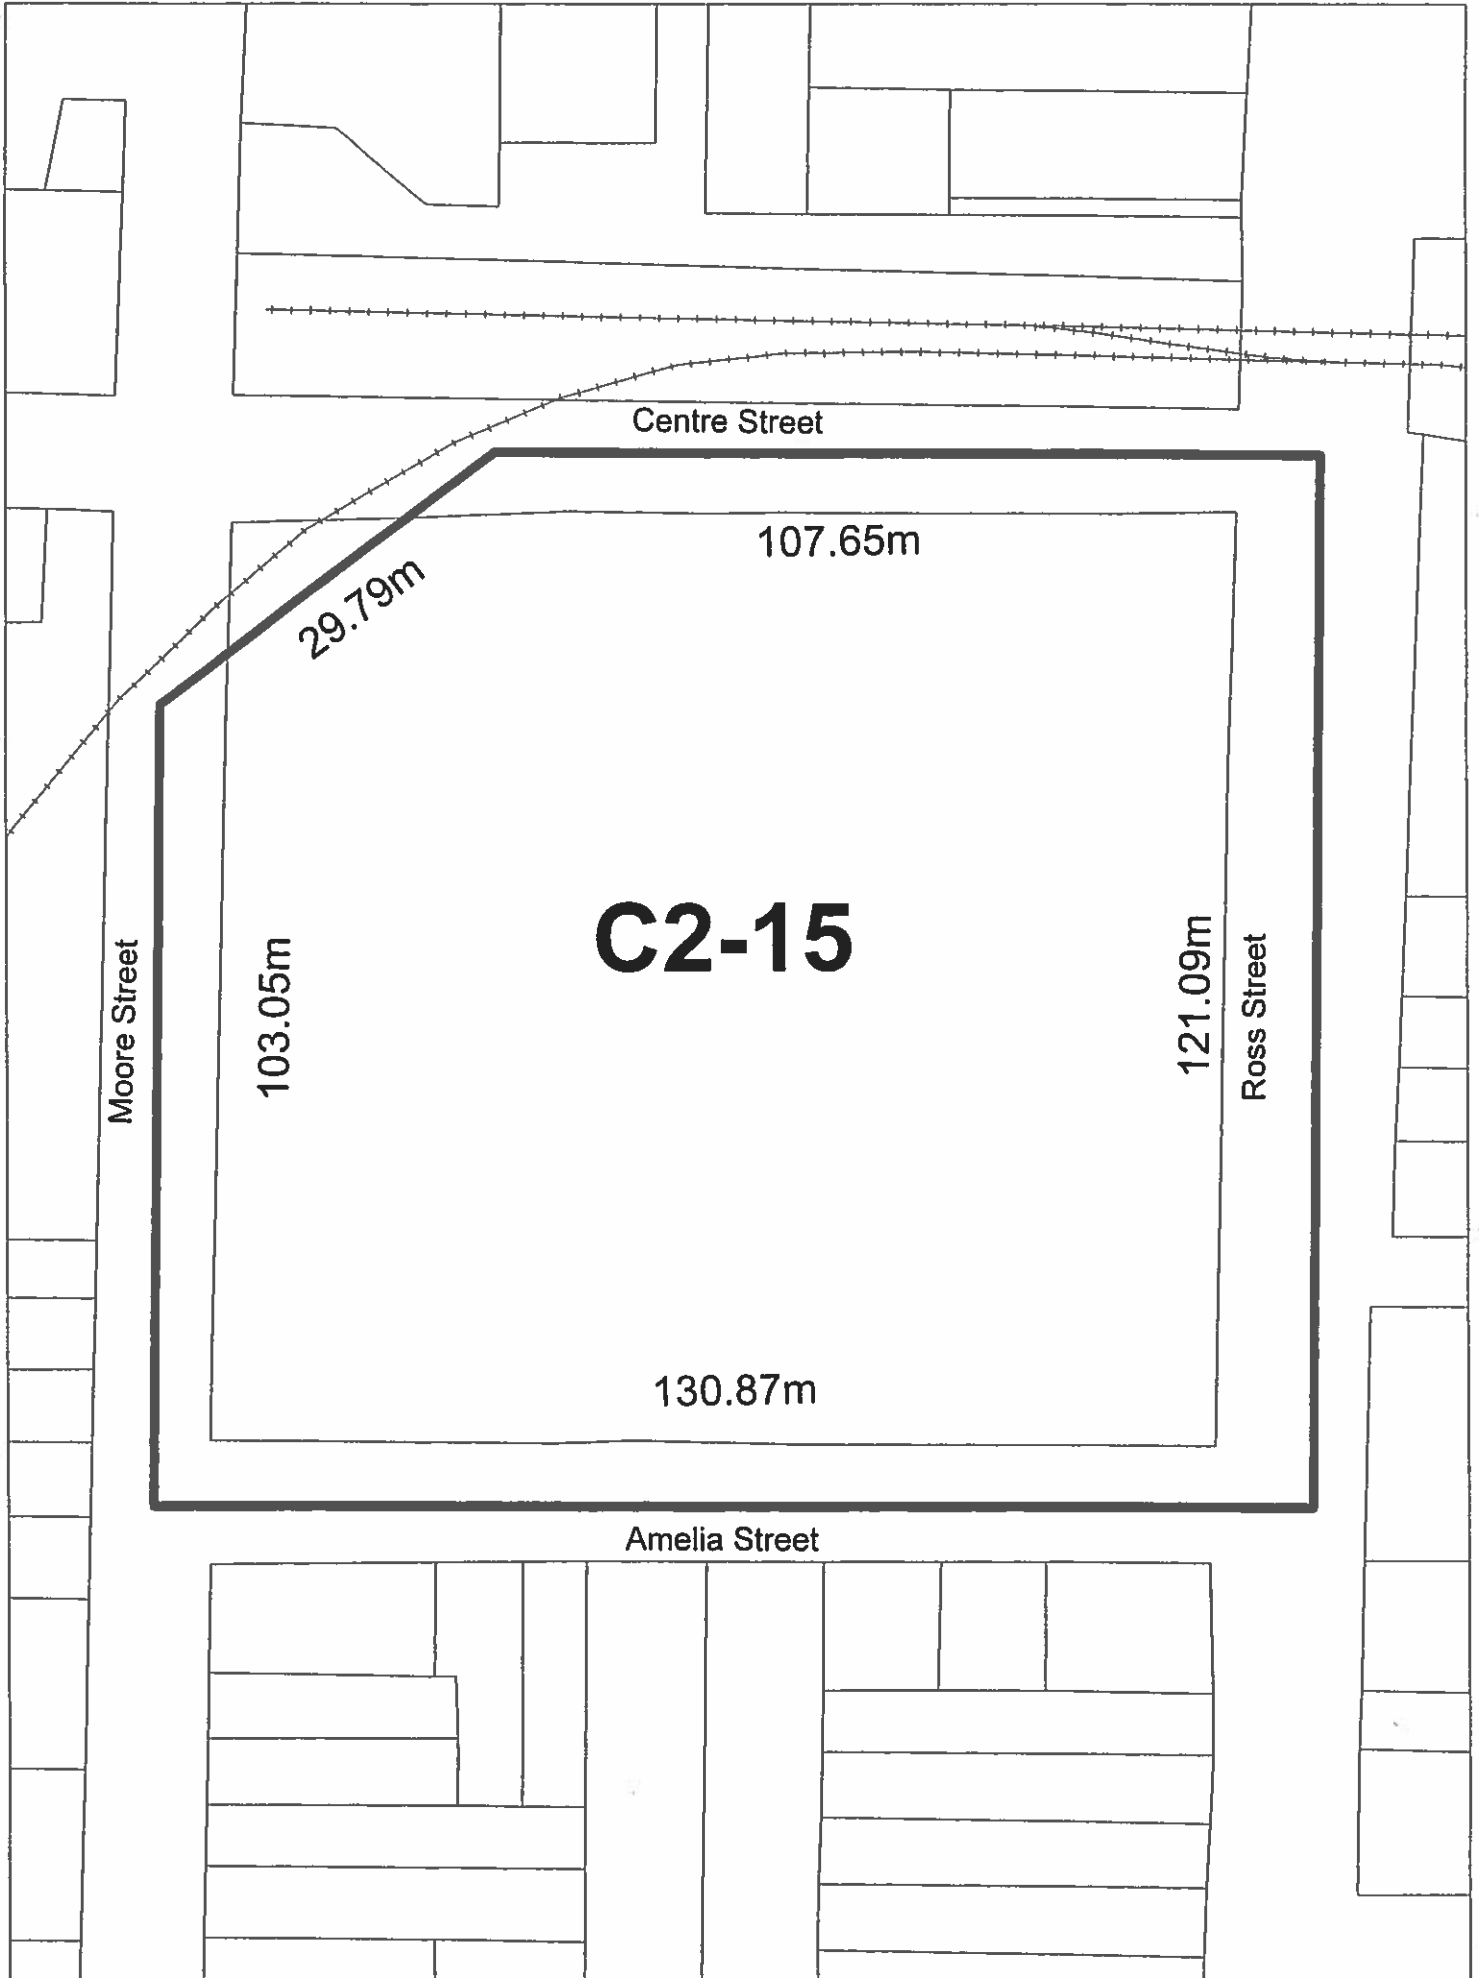 Centre Street
107.65m
29.79m
C2-15
Moore Street
103.05m
121.09m
Ross Street
130.87m
Amelia Street